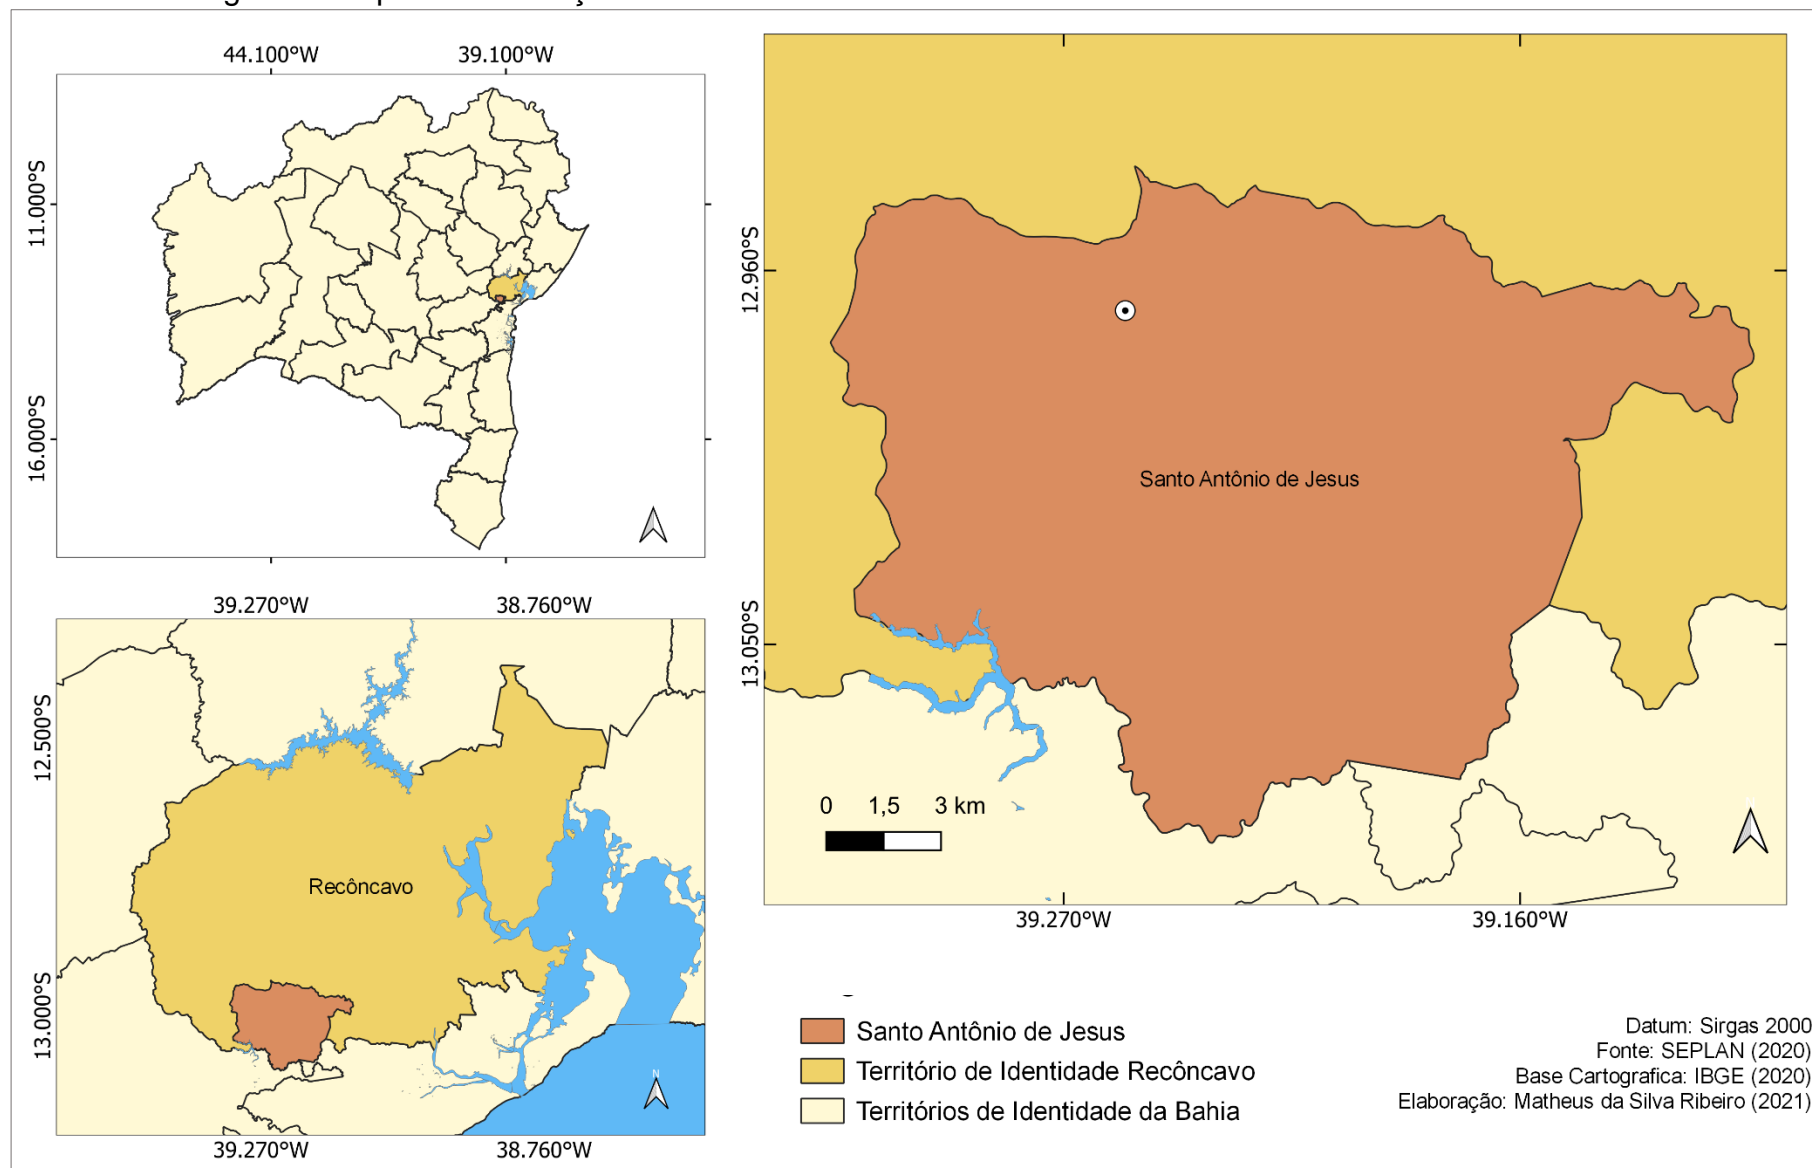 44.100°W 39.100°W
11.000°S
16.000°S
39.270°W 38.760°W
12.500°S
13.000°S
Recôncavo
39.270°W 38.760°W
N
12.960°S
13.050°S
Santo Antônio de Jesus
0 1,5 3 km
39.270°W 39.160°W
Santo Antônio de Jesus
Território de Identidade Recôncavo
Territórios de Identidade da Bahia
Datum: Sirgas 2000
Fonte: SEPLAN (2020)
Base Cartografica: IBGE (2020)
Elaboração: Matheus da Silva Ribeiro (2021)